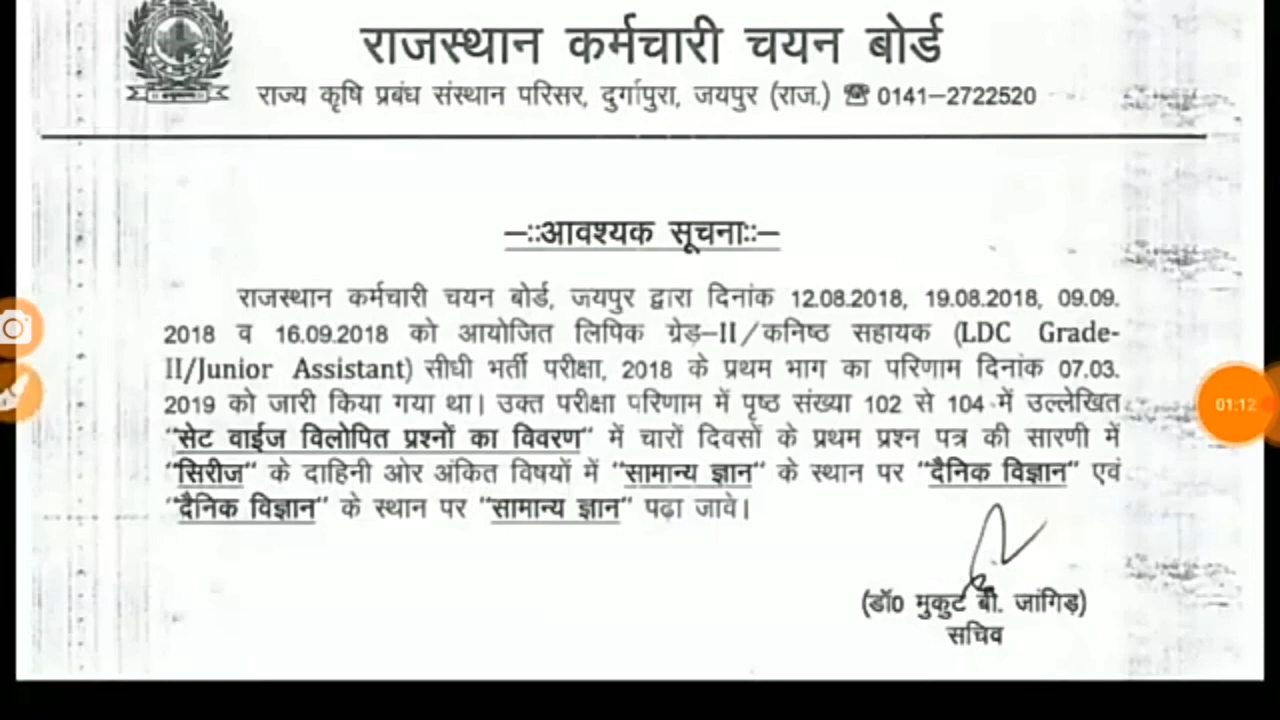 राजस्थान कर्मचारी चयन बोर्ड
राज्य कृषि प्रबंध संस्थान परिसर, दुर्गापुरा, जयपुर (राज.) ☏ 0141–2722520
–::आवश्यक सूचना::–
राजस्थान कर्मचारी चयन बोर्ड, जयपुर द्वारा दिनांक 12.08.2018, 19.08.2018, 09.09.
2018 व 16.09.2018 को आयोजित लिपिक ग्रेड–II/कनिष्ठ सहायक (LDC Grade-
II/Junior Assistant) सीधी भर्ती परीक्षा, 2018 के प्रथम भाग का परिणाम दिनांक 07.03.
2019 को जारी किया गया था। उक्त परीक्षा परिणाम में पृष्ठ संख्या 102 से 104 में उल्लेखित
"सेट वाईज विलोपित प्रश्नों का विवरण" में चारों दिवसों के प्रथम प्रश्न पत्र की सारणी में
"सिरीज" के दाहिनी ओर अंकित विषयों में "सामान्य ज्ञान" के स्थान पर "दैनिक विज्ञान" एवं
"दैनिक विज्ञान" के स्थान पर "सामान्य ज्ञान" पढ़ा जावे।
(डॉ0 मुकुट बी. जांगिड़)
सचिव
01:12